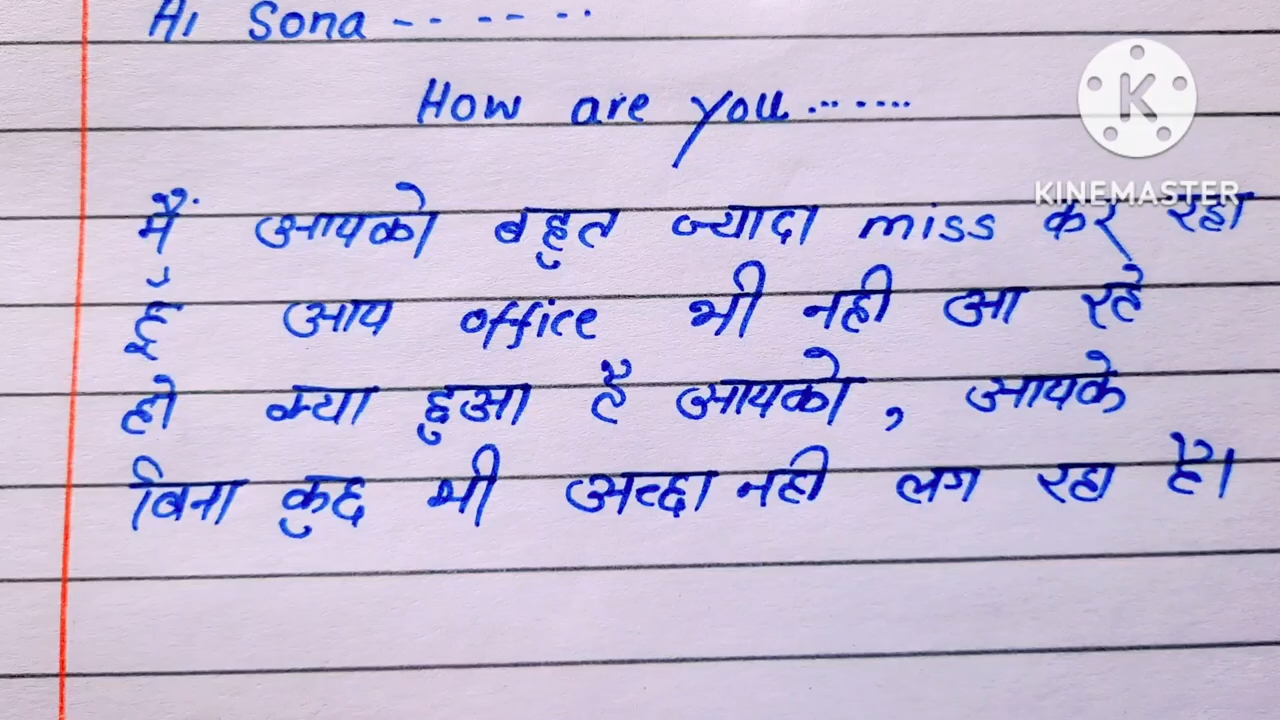 Hi Sona -- -- -- ..
How are you.......
K
KINEMASTER
मैं आपको बहुत ज्यादा miss कर रहा
हूँ आप office भी नही आ रहे
हो क्या हुआ है आपको, आपके
बिना कुछ भी अच्छा नही लग रहा है।